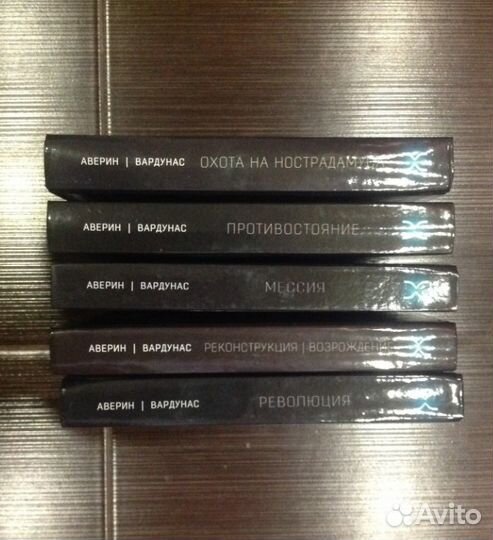 АВЕРИН | ВАРДУНАС ОХОТА НА НОСТРАДАМУСА
АВЕРИН | ВАРДУНАС ПРОТИВОСТОЯНИЕ
АВЕРИН | ВАРДУНАС МЕССИЯ
АВЕРИН | ВАРДУНАС РЕКОНСТРУКЦИЯ | ВОЗРОЖДЕНИЕ
АВЕРИН | ВАРДУНАС РЕВОЛЮЦИЯ
Avito